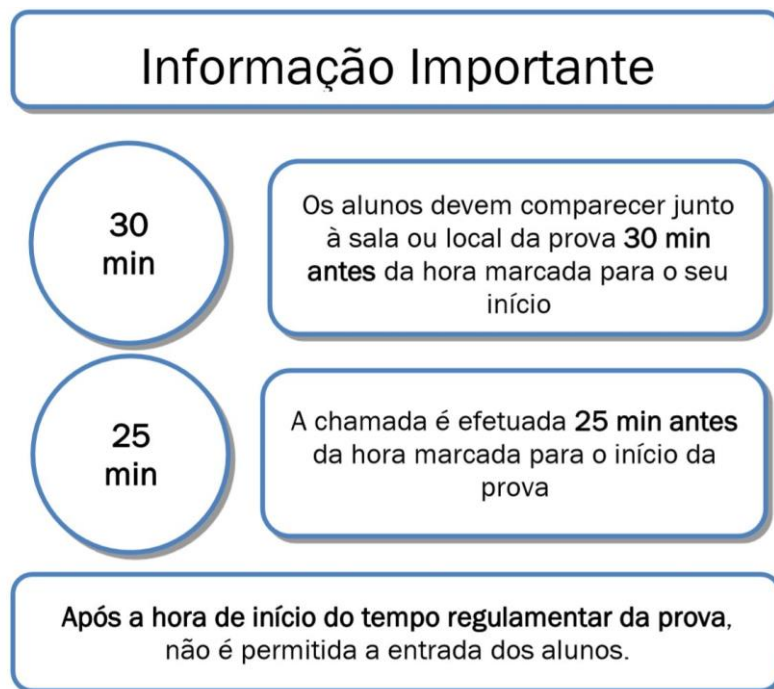 Informação Importante
30
min
Os alunos devem comparecer junto
à sala ou local da prova 30 min
antes da hora marcada para o seu
início
25
min
A chamada é efetuada 25 min antes
da hora marcada para o início da
prova
Após a hora de início do tempo regulamentar da prova,
não é permitida a entrada dos alunos.